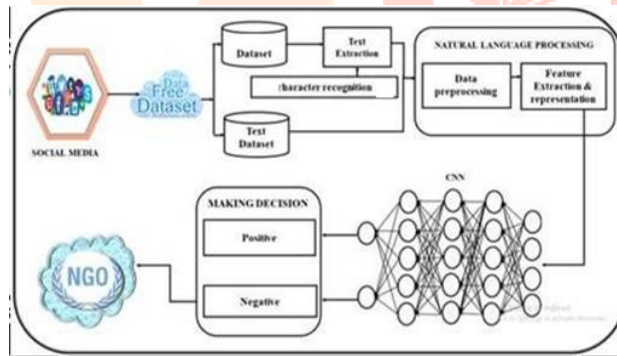 SOCIAL MEDIA
Data
Free
Dataset
Dataset
Text
Extraction
character recognition
Text
Dataset
NATURAL LANGUAGE PROCESSING
Data
preprocessing
Feature
Extraction &
representation
CNN
MAKING DECISION
Positive
Negative
NGO